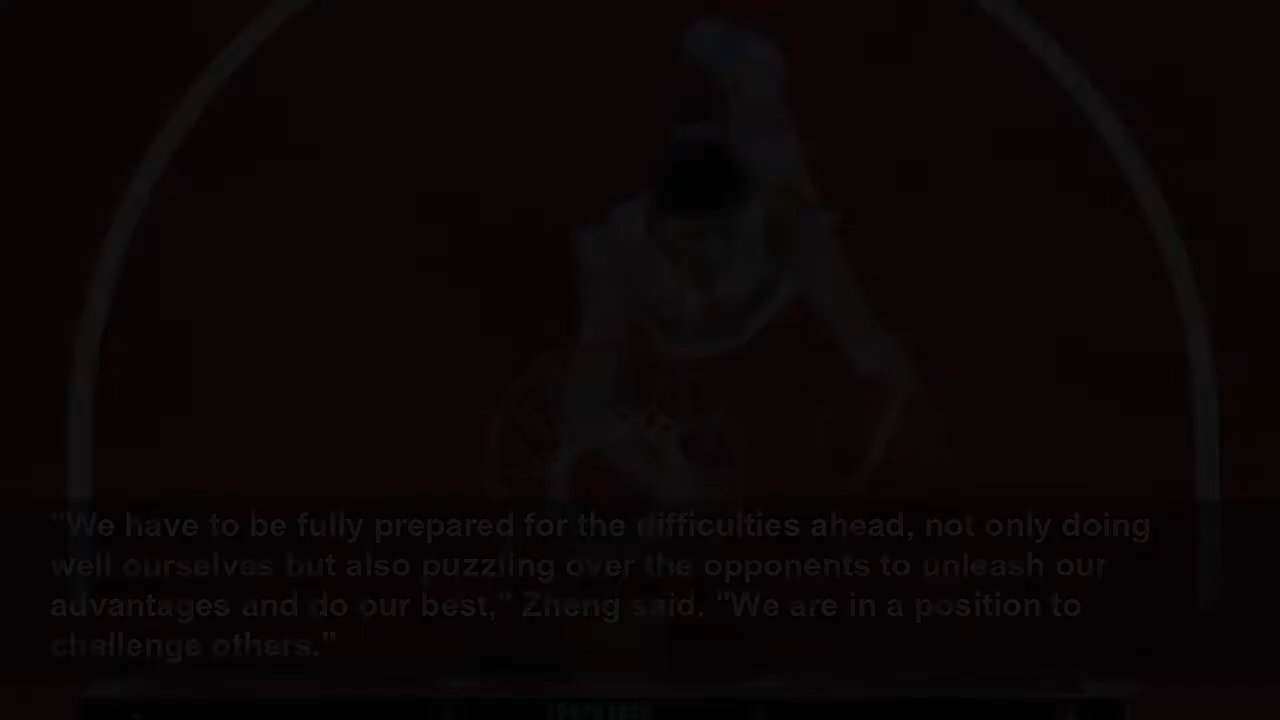 "We have to be fully prepared for the difficulties ahead, not only doing
well ourselves but also puzzling over the opponents to unleash our
advantages and do our best," Zheng said. "We are in a position to
challenge others."